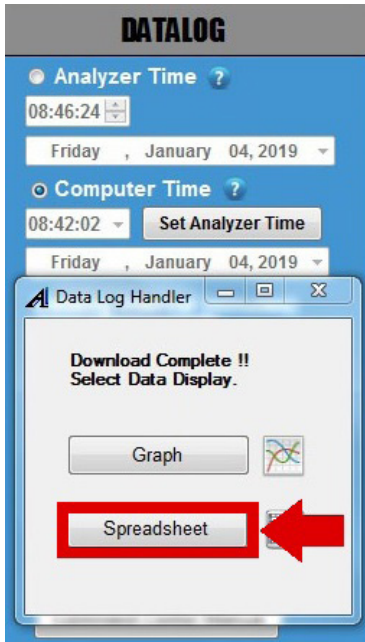 DATALOG
Analyzer Time ?
08:46:24
Friday , January 04, 2019
Computer Time ?
08:42:02 Set Analyzer Time
Friday , January 04, 2019
Data Log Handler
Download Complete !!
Select Data Display.
Graph
Spreadsheet